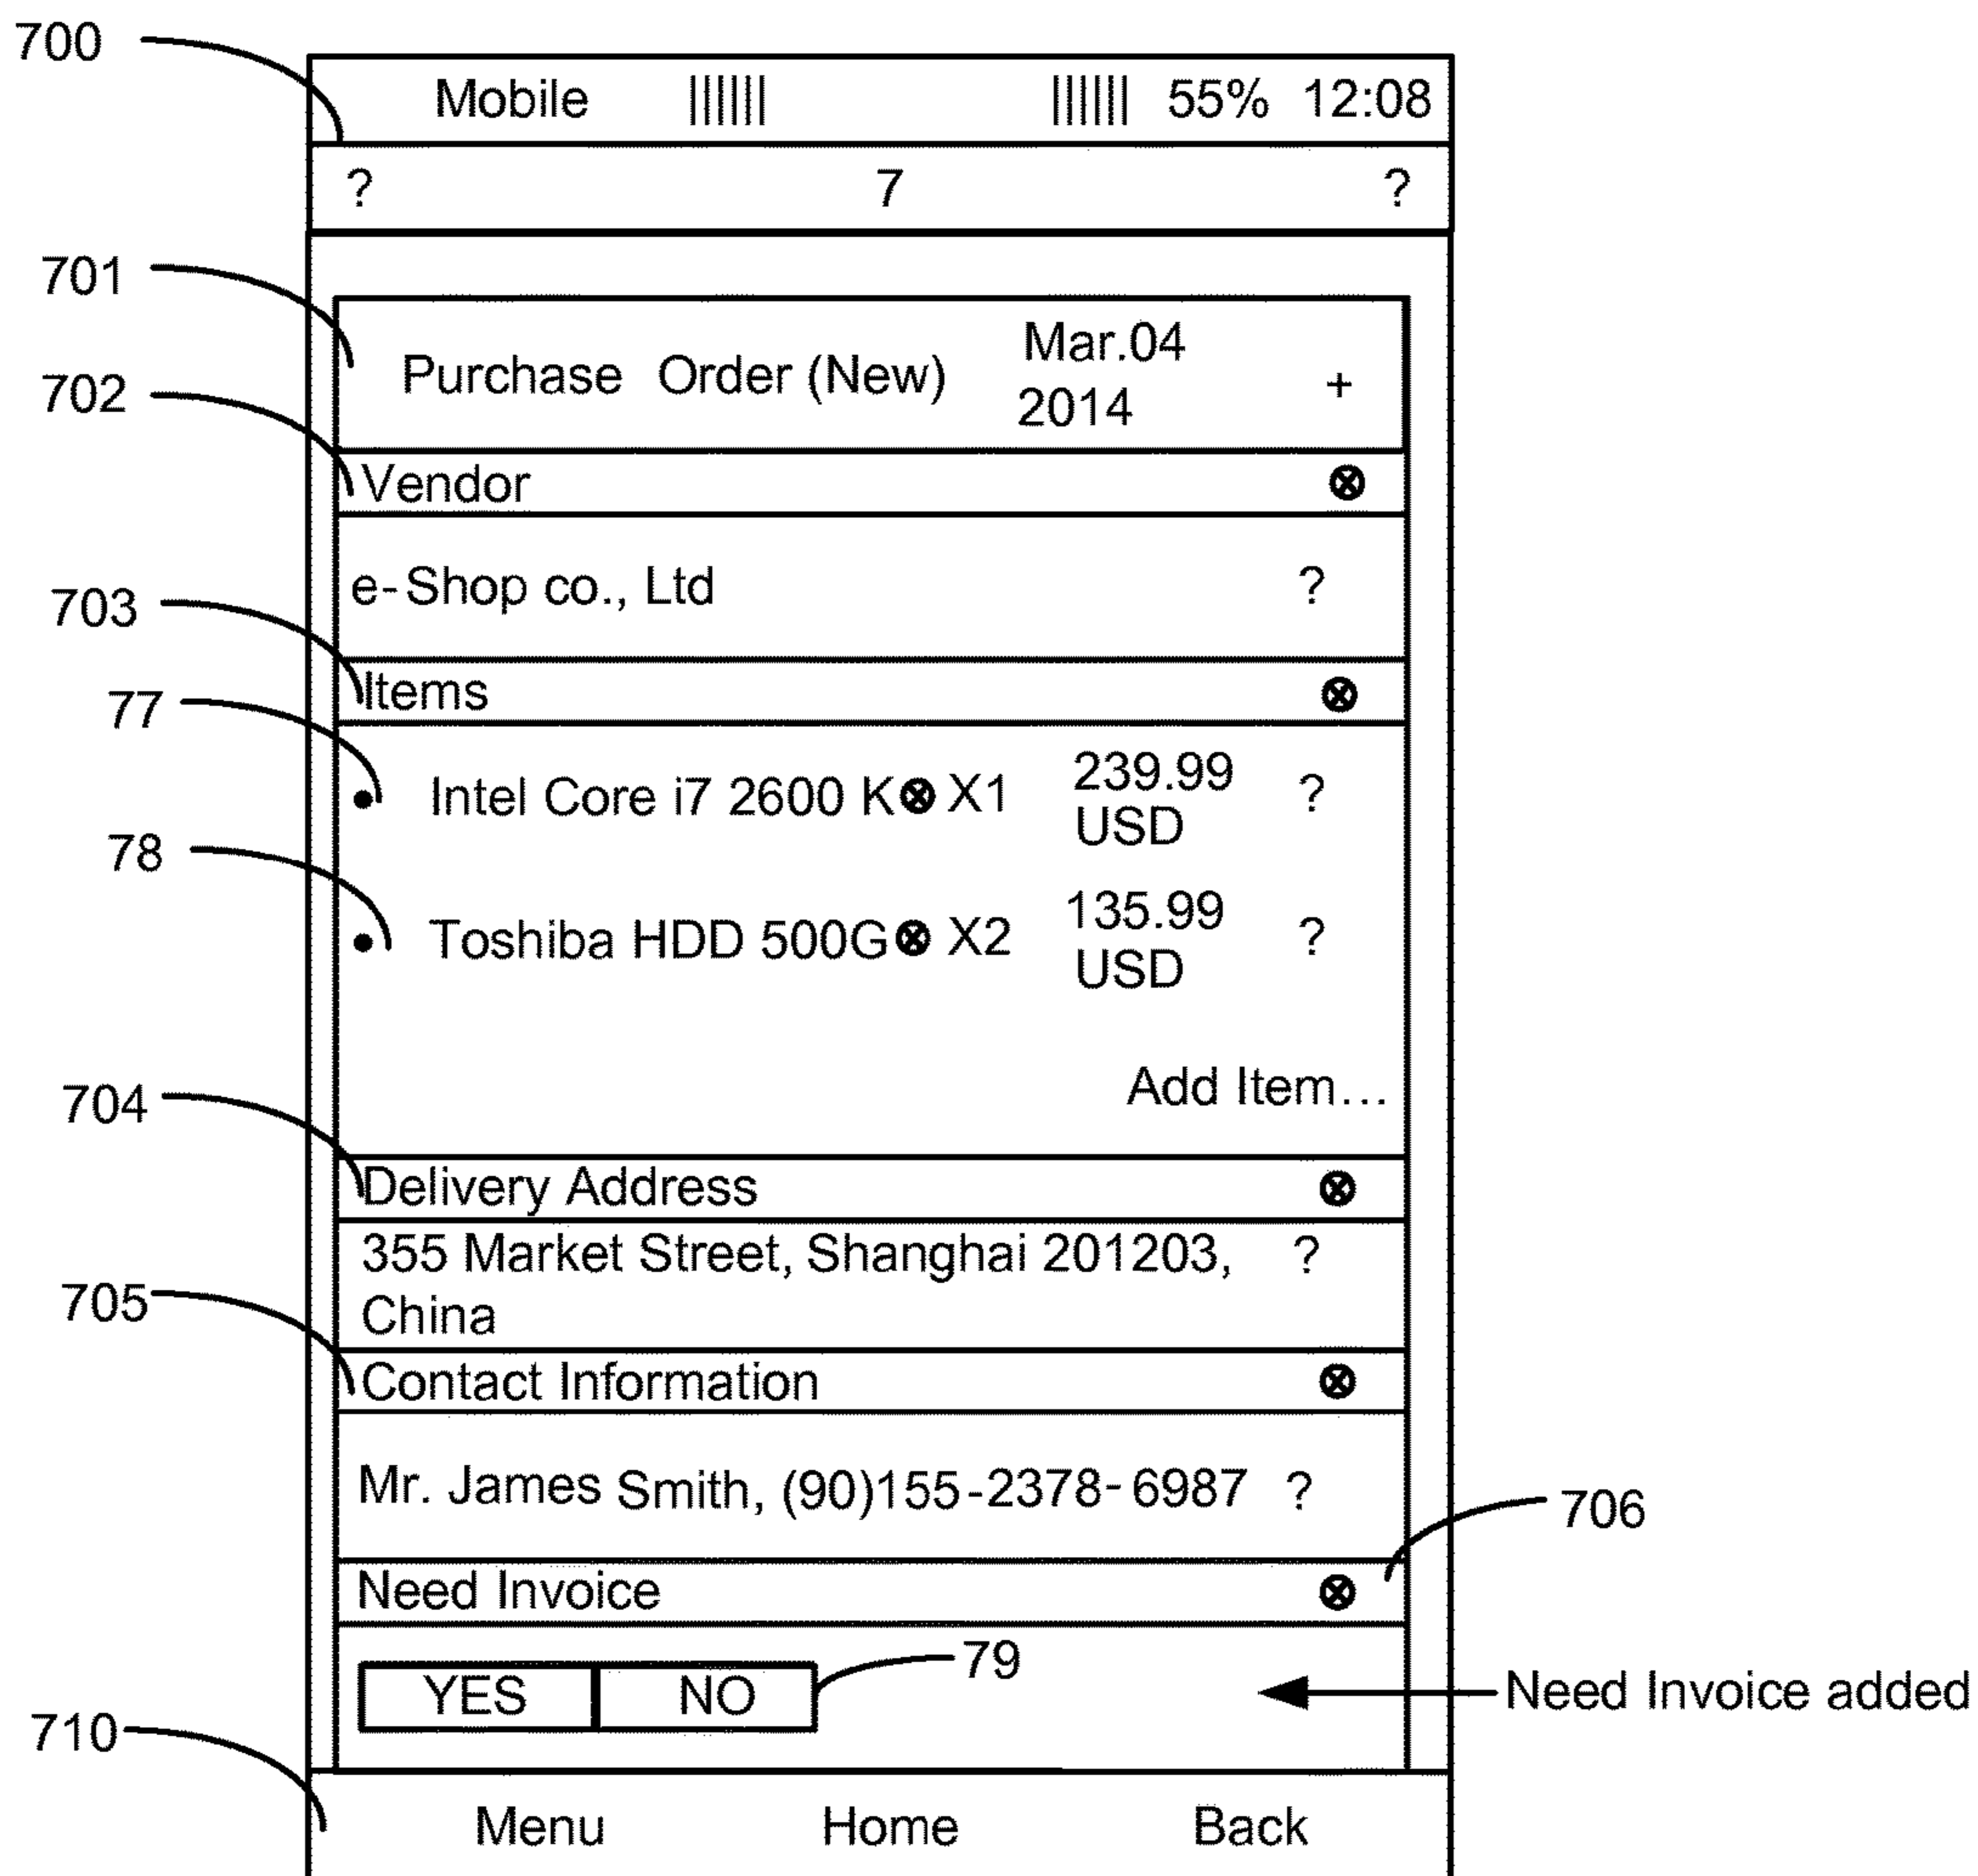 700
Mobile 55% 12:08
? 7 ?
701
Purchase Order (New) Mar.04 2014 +
702
Vendor
e-Shop co., Ltd ?
703
Items
77
Intel Core i7 2600 K X1 239.99 USD ?
78
Toshiba HDD 500G X2 135.99 USD ?
Add Item...
704
Delivery Address
355 Market Street, Shanghai 201203, ?
China
705
Contact Information
Mr. James Smith, (90)155-2378-6987 ?
706
Need Invoice
79
YES NO
Need Invoice added
710
Menu Home Back